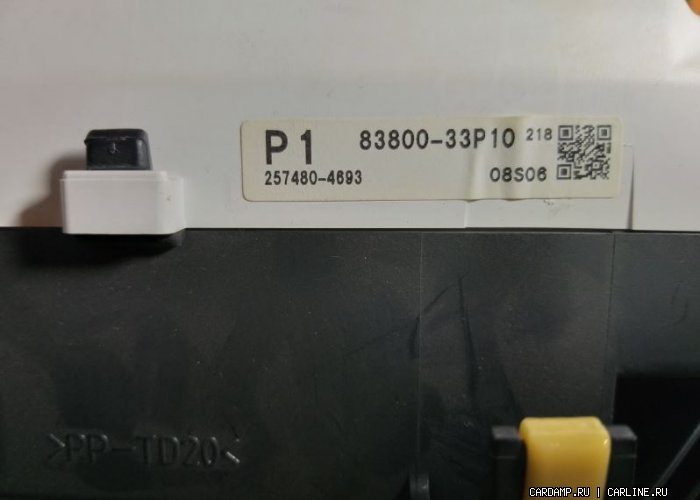 P1 83800-33P10 218
257480-4693 08S06
>PP-TD20<
CARDAMP.RU | CARLINE.RU